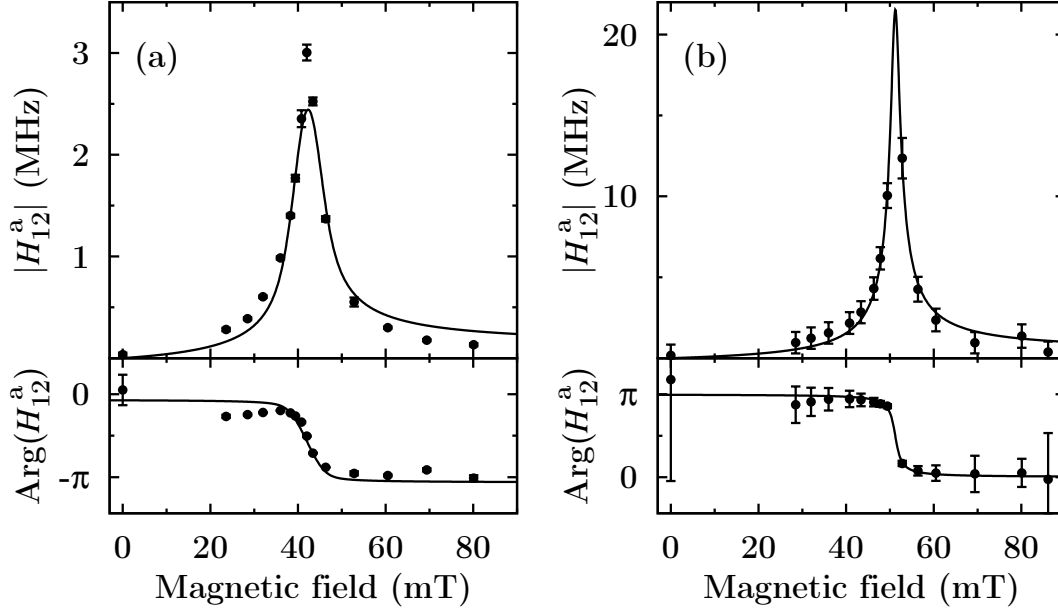 (a)
|H^a_12| (MHz)
3
2
1
Arg(H^a_12)
0
-π
0 20 40 60 80
Magnetic field (mT)
(b)
|H^a_12| (MHz)
20
10
Arg(H^a_12)
π
0
0 20 40 60 80
Magnetic field (mT)